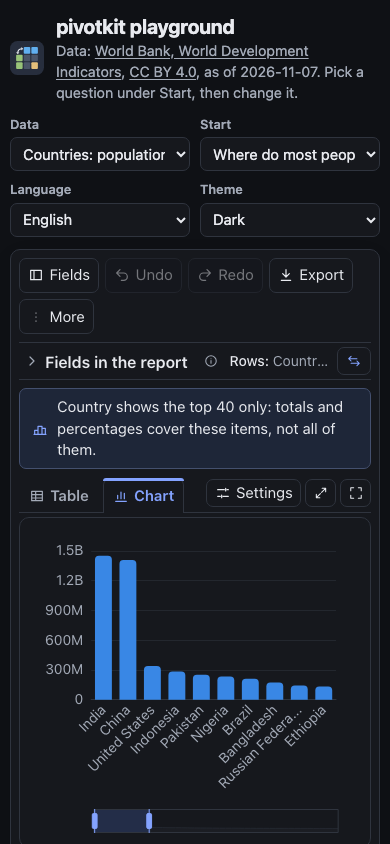 pivotkit playground
Data: World Bank, World Development
Indicators, CC BY 4.0, as of 2026-11-07. Pick a
question under Start, then change it.
Data
Start
Countries: population
Where do most peop
Language
Theme
English
Dark
Fields
Undo
Redo
Export
More
Fields in the report
Rows: Countr...
Country shows the top 40 only: totals and
percentages cover these items, not all of
them.
Table
Chart
Settings
1.5B
1.2B
900M
600M
300M
0
India
China
United States
Indonesia
Pakistan
Nigeria
Brazil
Bangladesh
Russian Federa...
Ethiopia